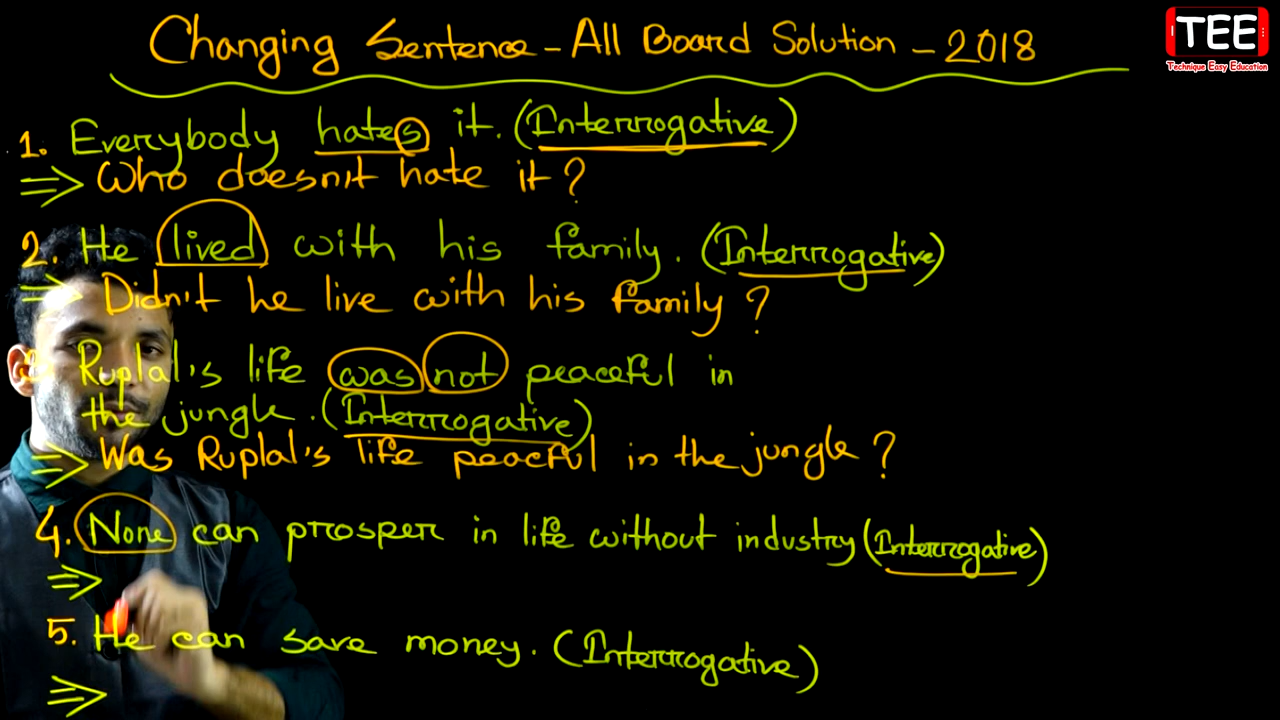 Changing Sentence - All Board Solution - 2018
TEE
Technique Easy Education
1. Everybody hates it. (Interrogative)
⇒ Who doesn't hate it?
2. He lived with his family. (Interrogative)
⇒ Didn't he live with his family?
Ruplal's life was not peaceful in
the jungle. (Interrogative)
⇒ Was Ruplal's life peacful in the jungle?
4. None can prosper in life without industry (Interrogative)
⇒
5. He can save money. (Interrogative)
⇒